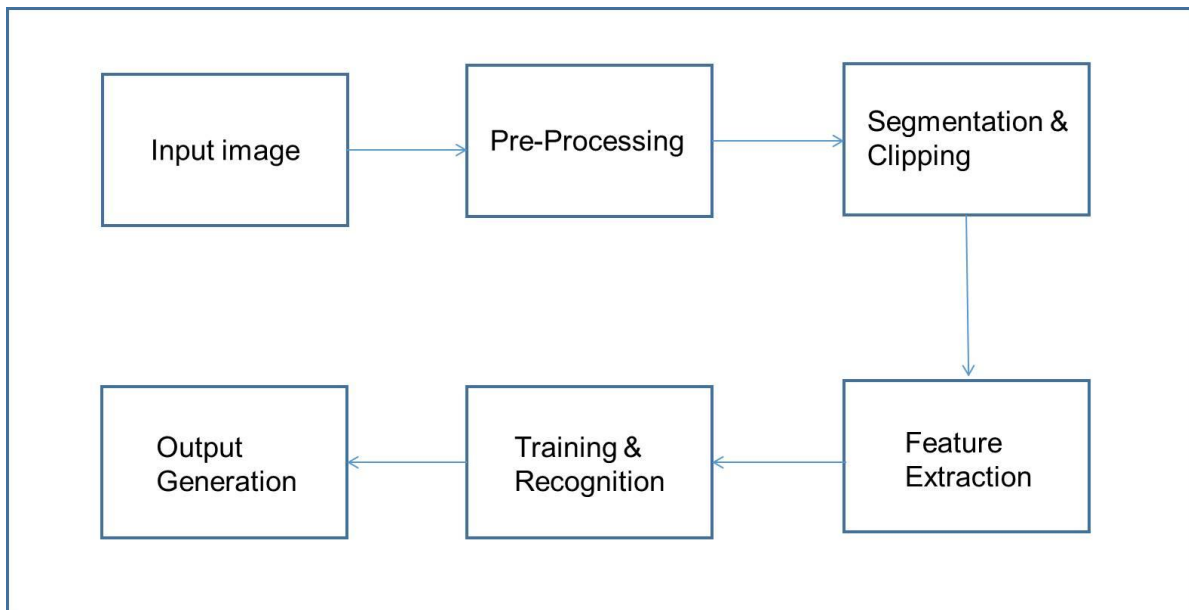 Input image
Pre-Processing
Segmentation &
Clipping
Feature
Extraction
Training &
Recognition
Output
Generation